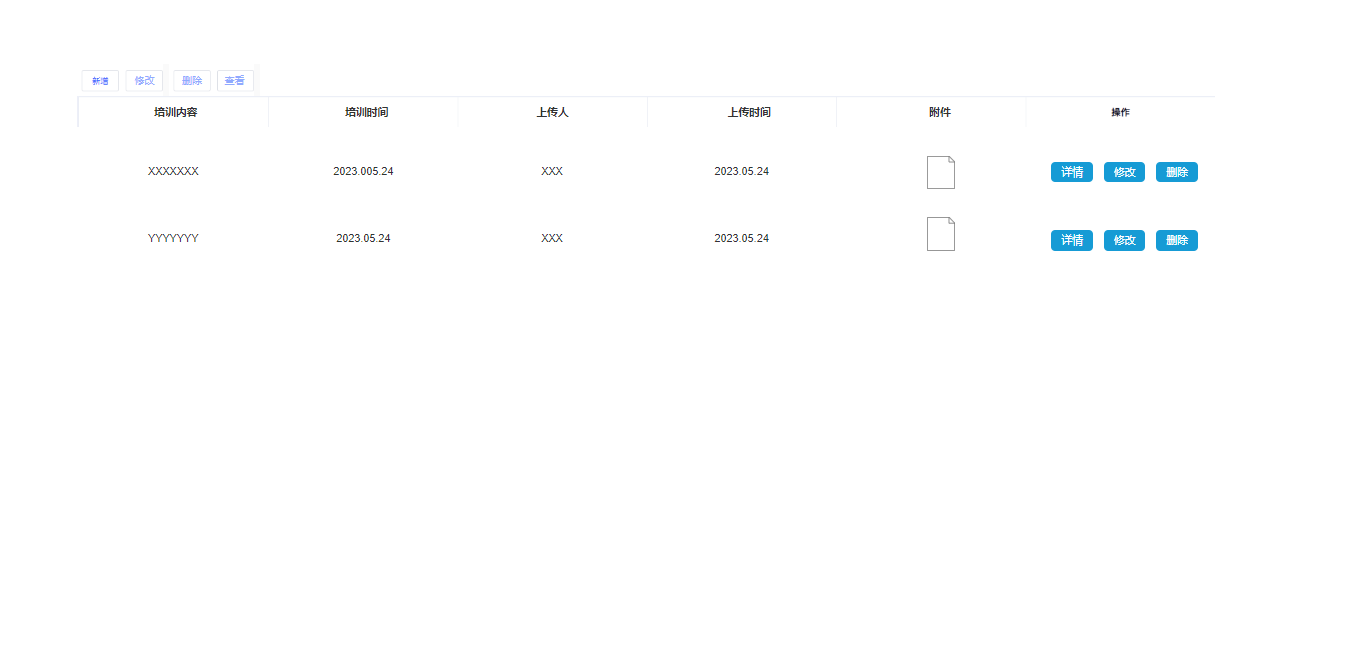 新增 修改 删除 查看
培训内容 培训时间 上传人 上传时间 附件 操作
XXXXXXX 2023.005.24 XXX 2023.05.24 详情 修改 删除
YYYYYYY 2023.05.24 XXX 2023.05.24 详情 修改 删除